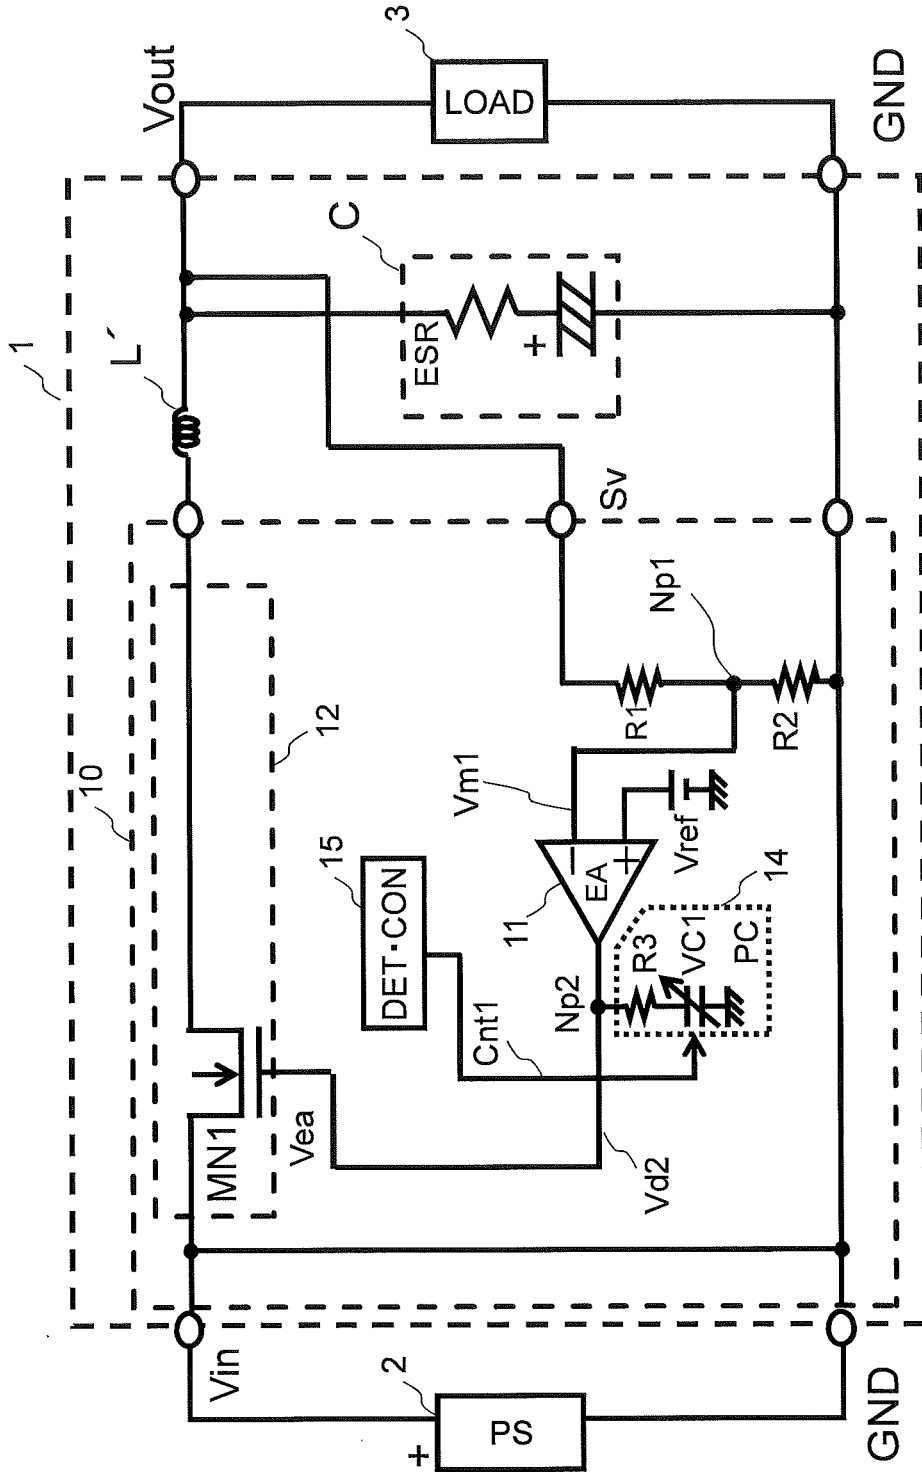 1
10
L´
Vout
3
LOAD
GND
C
ESR
+
Sv
12
MN1
Vea
15
DET·CON
Cnt1
Vm1
Np1
R1
R2
11
EA
−
+
Vref
14
Np2
R3
VC1
PC
Vd2
Vin
2
+
PS
GND